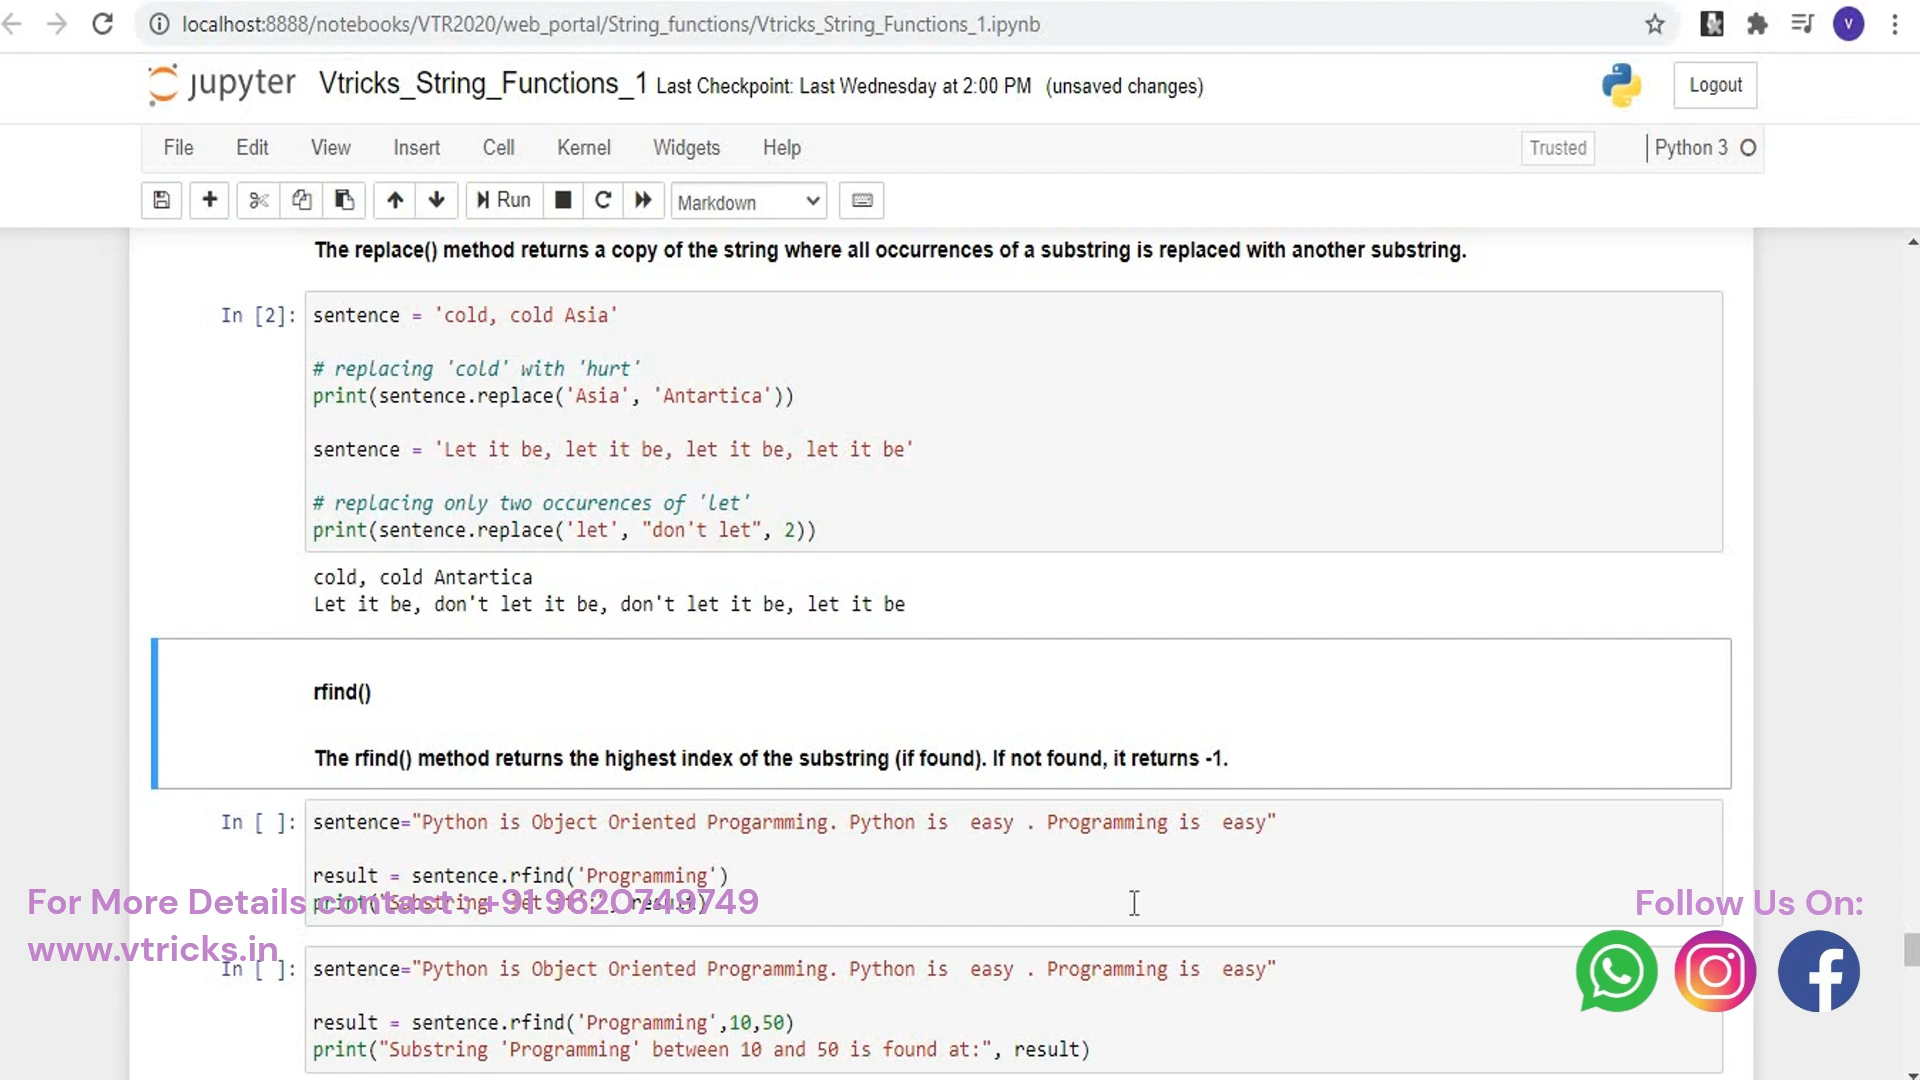 localhost:8888/notebooks/VTR2020/web_portal/String_functions/Vtricks_String_Functions_1.ipynb
V
jupyter Vtricks_String_Functions_1 Last Checkpoint: Last Wednesday at 2:00 PM (unsaved changes)
Logout
File Edit View Insert Cell Kernel Widgets Help
Trusted
Python 3
Run
Markdown
The replace() method returns a copy of the string where all occurrences of a substring is replaced with another substring.
In [2]:
sentence = 'cold, cold Asia'
# replacing 'cold' with 'hurt'
print(sentence.replace('Asia', 'Antartica'))
sentence = 'Let it be, let it be, let it be, let it be'
# replacing only two occurences of 'let'
print(sentence.replace('let', "don't let", 2))
cold, cold Antartica
Let it be, don't let it be, don't let it be, let it be
rfind()
The rfind() method returns the highest index of the substring (if found). If not found, it returns -1.
In [ ]:
sentence="Python is Object Oriented Progarmming. Python is  easy . Programming is  easy"
result = sentence.rfind('Programming')
print("Substring
For More Details contact : +91 9620749749
www.vtricks.in
Follow Us On:
In [ ]:
sentence="Python is Object Oriented Programming. Python is  easy . Programming is  easy"
result = sentence.rfind('Programming',10,50)
print("Substring 'Programming' between 10 and 50 is found at:", result)